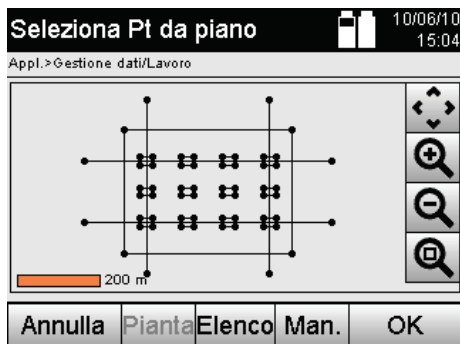 Seleziona Pt da piano
10/06/10
15:04
Appl.>Gestione dati/Lavoro
200 m
Annulla Pianta Elenco Man. OK